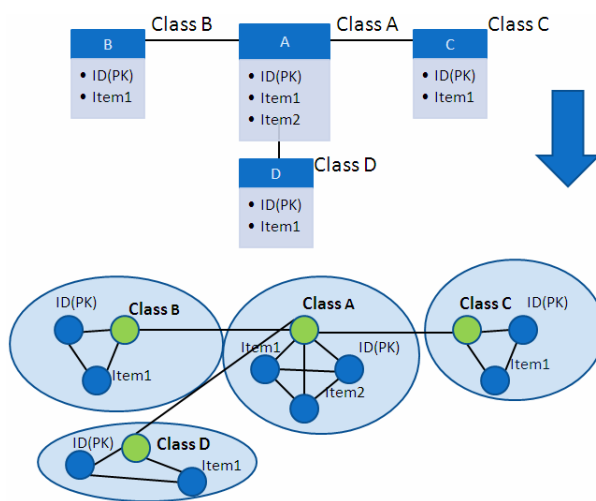 Class B
Class A
Class C
B
A
C
• ID(PK)
• Item1
• ID(PK)
• Item1
• Item2
• ID(PK)
• Item1
D
Class D
• ID(PK)
• Item1
ID(PK)
Class B
Item1
Class A
Item1
ID(PK)
Item2
Class C
ID(PK)
Item1
ID(PK)
Class D
Item1